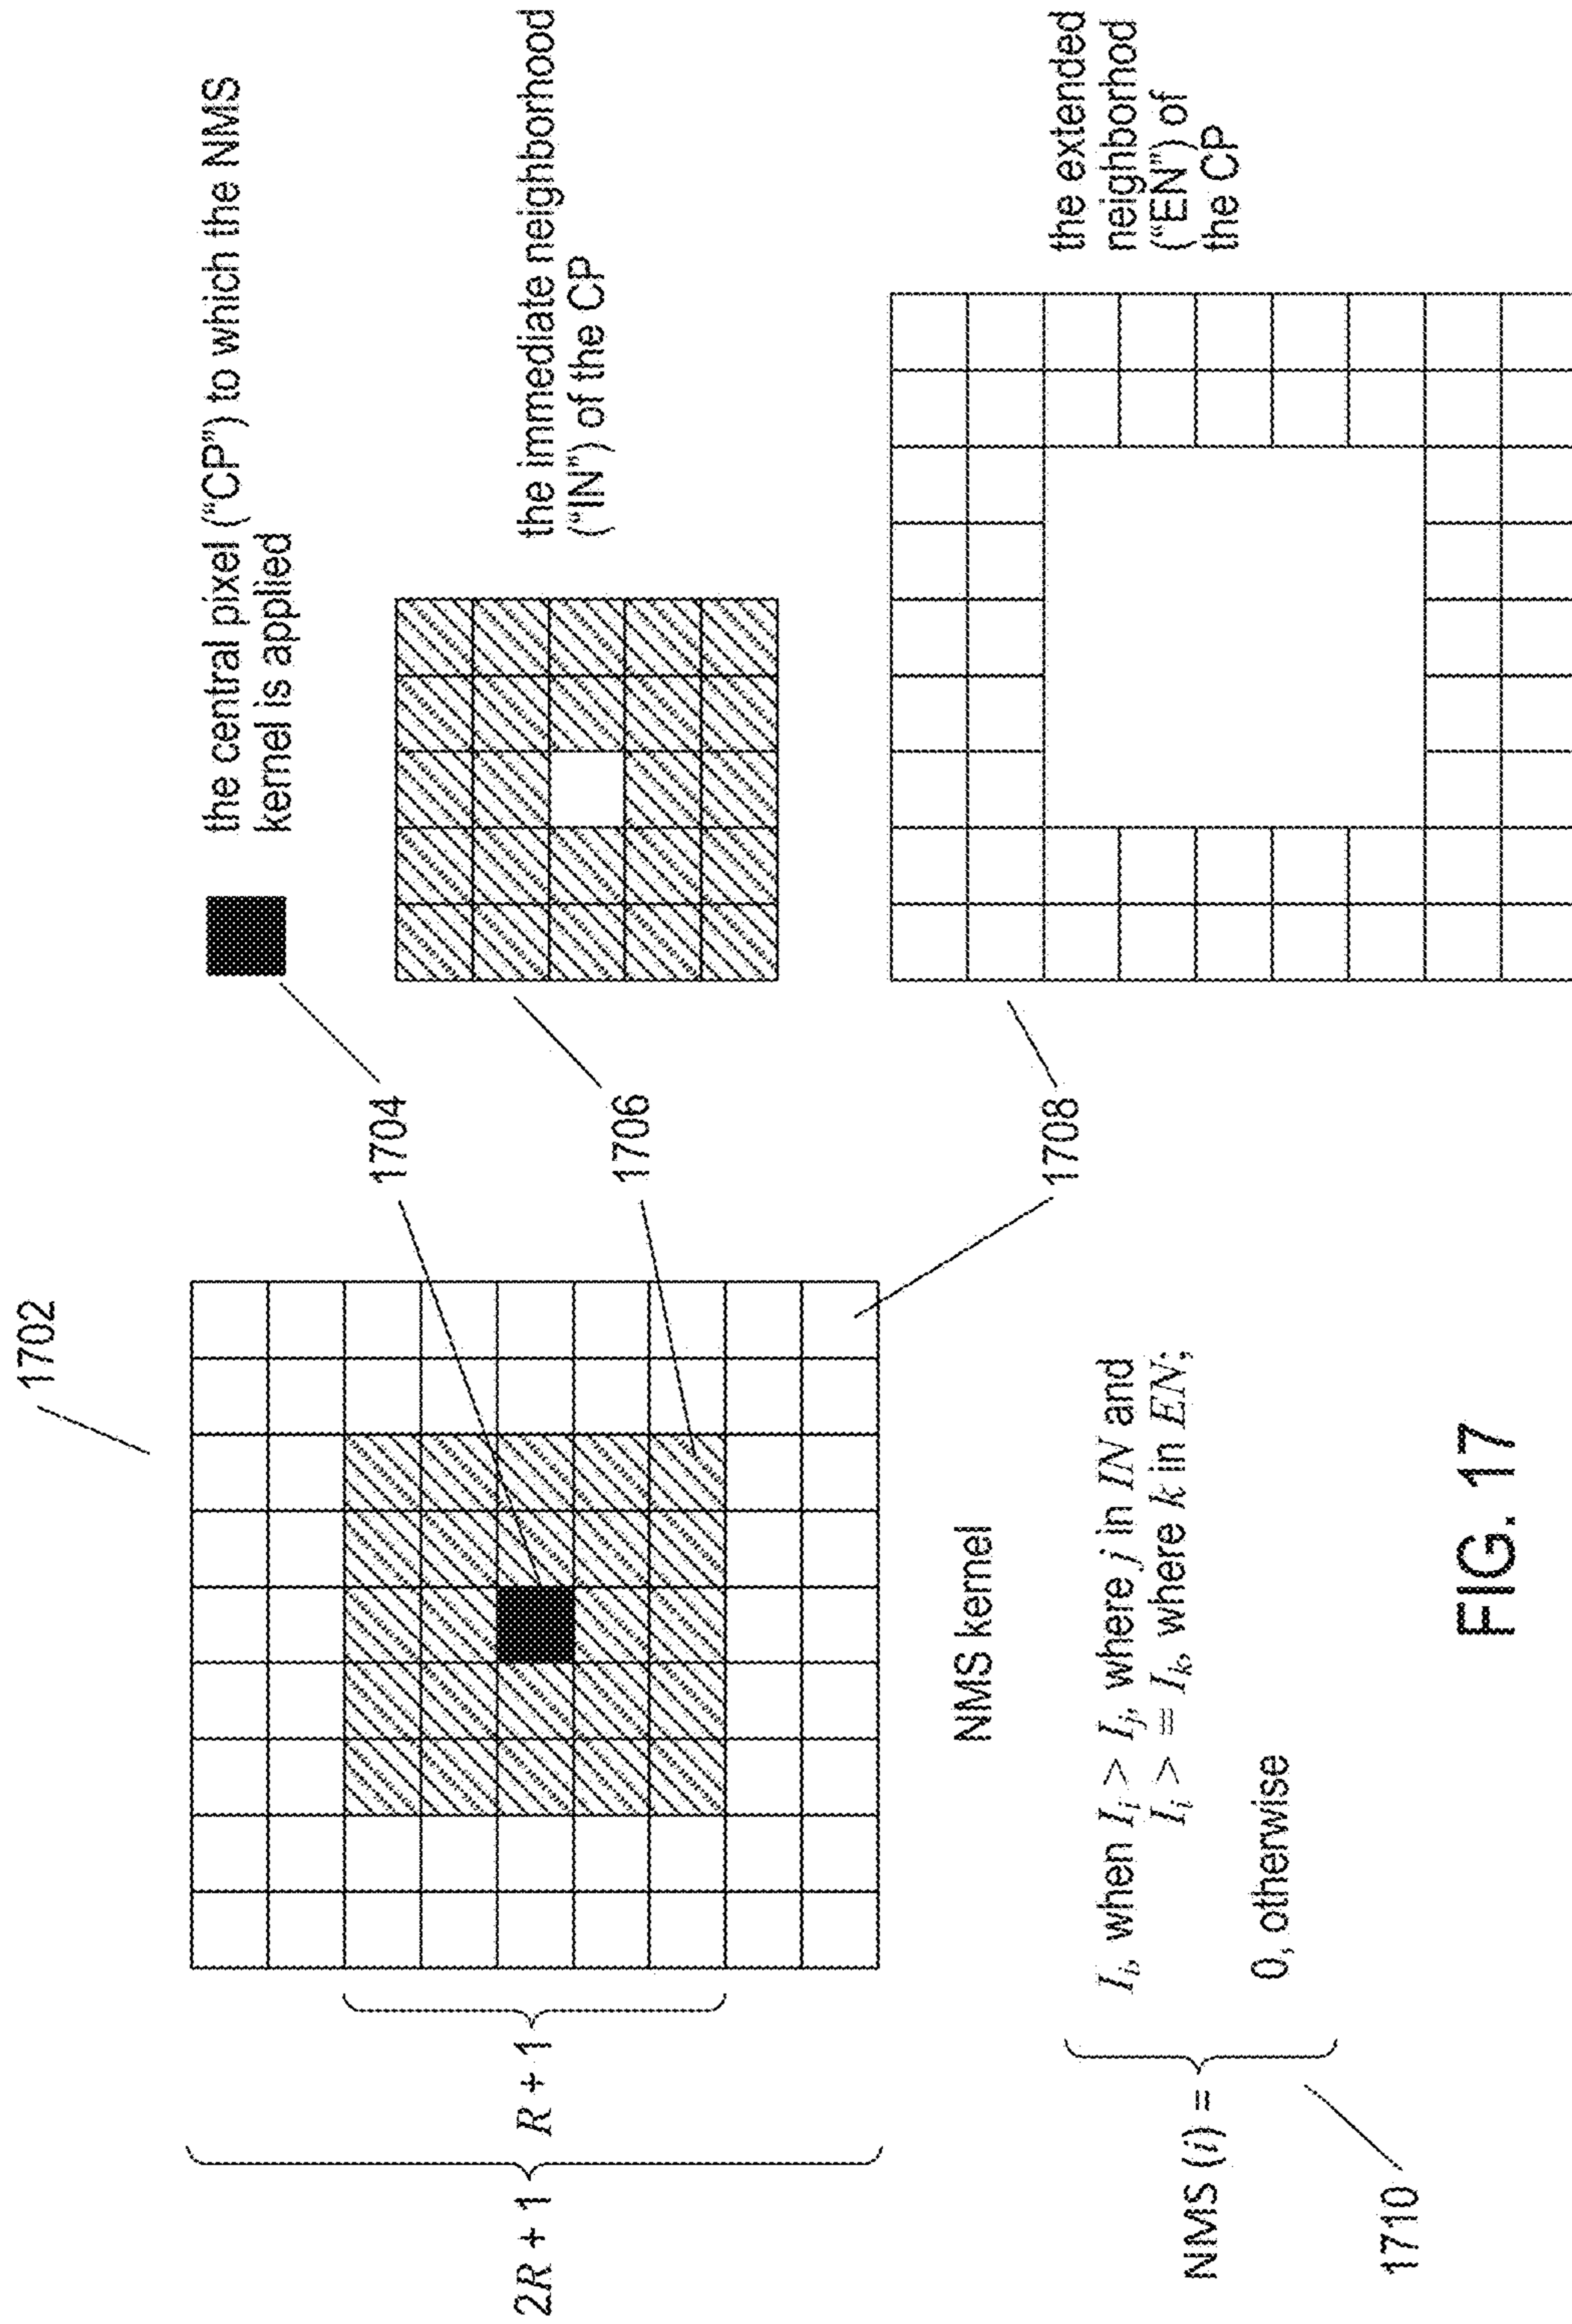 1702
2R + 1
R + 1
1704
1706
1708
the central pixel (“CP”) to which the NMS
kernel is applied
the immediate neighborhood
(“IN”) of the CP
the extended
neighborhod
(“EN”) of
the CP
NMS kernel
NMS (i) =
I_i, when I_i > I_j, where j in IN and
I_i > = I_k, where k in EN;
0, otherwise
1710
FIG. 17